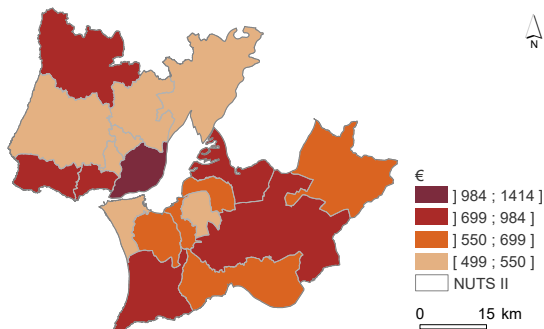 N
€
] 984 ; 1414 ]
] 699 ; 984 ]
] 550 ; 699 ]
[ 499 ; 550 ]
NUTS II
0 15 km